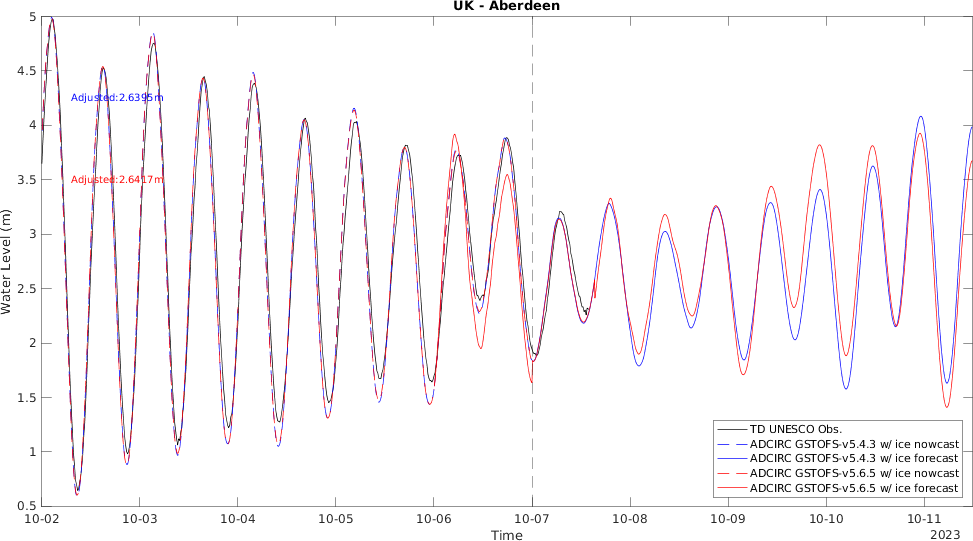 UK - Aberdeen
5
4.5
4
3.5
3
2.5
2
1.5
1
0.5
Water Level (m)
Adjusted:2.6395m
Adjusted:2.6417m
TD UNESCO Obs.
ADCIRC GSTOFS-v5.4.3 w/ ice nowcast
ADCIRC GSTOFS-v5.4.3 w/ ice forecast
ADCIRC GSTOFS-v5.6.5 w/ ice nowcast
ADCIRC GSTOFS-v5.6.5 w/ ice forecast
10-02 10-03 10-04 10-05 10-06 10-07 10-08 10-09 10-10 10-11
Time
2023